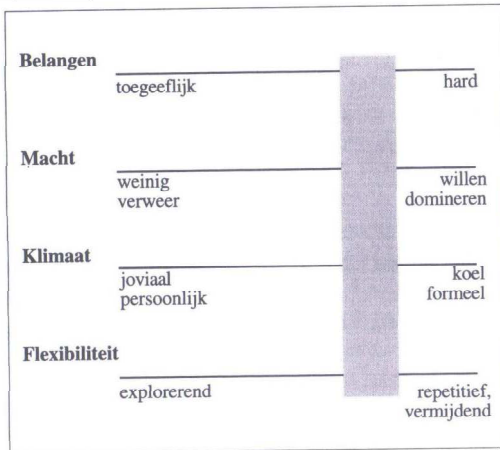 Belangen
toegeeflijk hard
Macht
weinig willen
verweer domineren
Klimaat
joviaal koel
persoonlijk formeel
Flexibiliteit
explorerend repetitief,
vermijdend